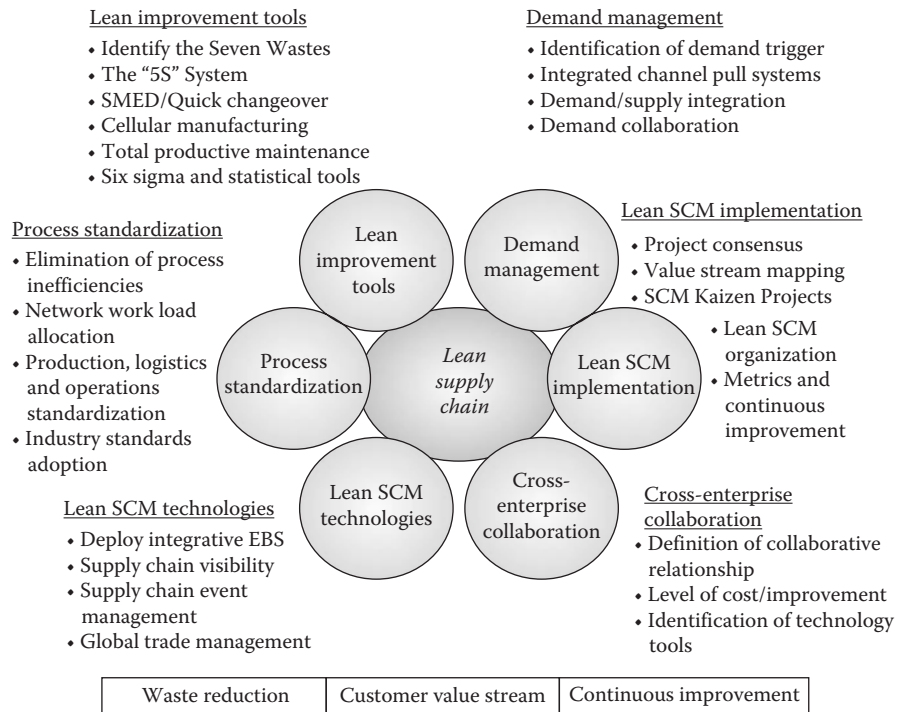 Lean improvement tools
• Identify the Seven Wastes
• The “5S” System
• SMED/Quick changeover
• Cellular manufacturing
• Total productive maintenance
• Six sigma and statistical tools
Demand management
• Identification of demand trigger
• Integrated channel pull systems
• Demand/supply integration
• Demand collaboration
Process standardization
• Elimination of process
inefficiencies
• Network work load
allocation
• Production, logistics
and operations
standardization
• Industry standards
adoption
Lean
improvement
tools
Demand
management
Lean SCM implementation
• Project consensus
• Value stream mapping
• SCM Kaizen Projects
• Lean SCM
organization
• Metrics and
continuous
improvement
Process
standardization
Lean
supply
chain
Lean SCM
implementation
Lean SCM
technologies
Cross-
enterprise
collaboration
Lean SCM technologies
• Deploy integrative EBS
• Supply chain visibility
• Supply chain event
management
• Global trade management
Cross-enterprise
collaboration
• Definition of collaborative
relationship
• Level of cost/improvement
• Identification of technology
tools
Waste reduction
Customer value stream
Continuous improvement